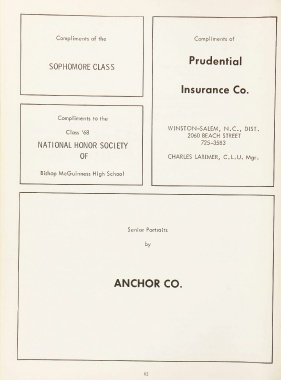 Compliments of the
SOPHOMORE CLASS
Compliments to the
Class '68
NATIONAL HONOR SOCIETY
OF
Bishop McGuinness High School
Compliments of
Prudential
Insurance Co.
WINSTON-SALEM, N.C., DIST.
2060 BEACH STREET
725-3583
CHARLES LARIMER, C.L.U. Mgr.
Senior Portraits
by
ANCHOR CO.